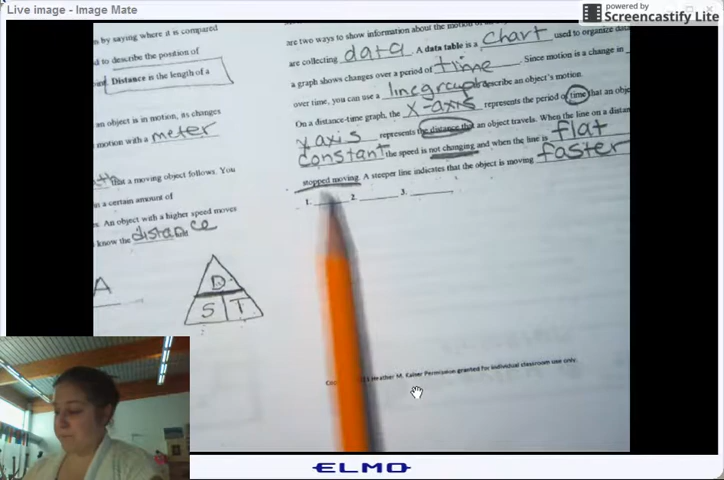 Live image - Image Mate
powered by
Screencastify Lite
n by saying where it is compared
d to describe the position of
Distance is the length of a
an object is in motion, its changes
motion with a meter
that a moving object follows. You
in a certain amount of
An object with a higher speed moves
know the distance
A
D
S T
are two ways to show information about the motion of an
are collecting data. A data table is a chart used to organize data
a graph shows changes over a period of time. Since motion is a change in
over time, you can use a line graph describe an object's motion.
On a distance-time graph, the x-axis represents the period of time that an obje
y axis represents the distance that an object travels. When the line on a distan
constant the speed is not changing and when the line is flat
stopped moving. A steeper line indicates that the object is moving faster
1. 2. 3.
Heather M. Kaiser Permission granted for individual classroom use only.
ELMO